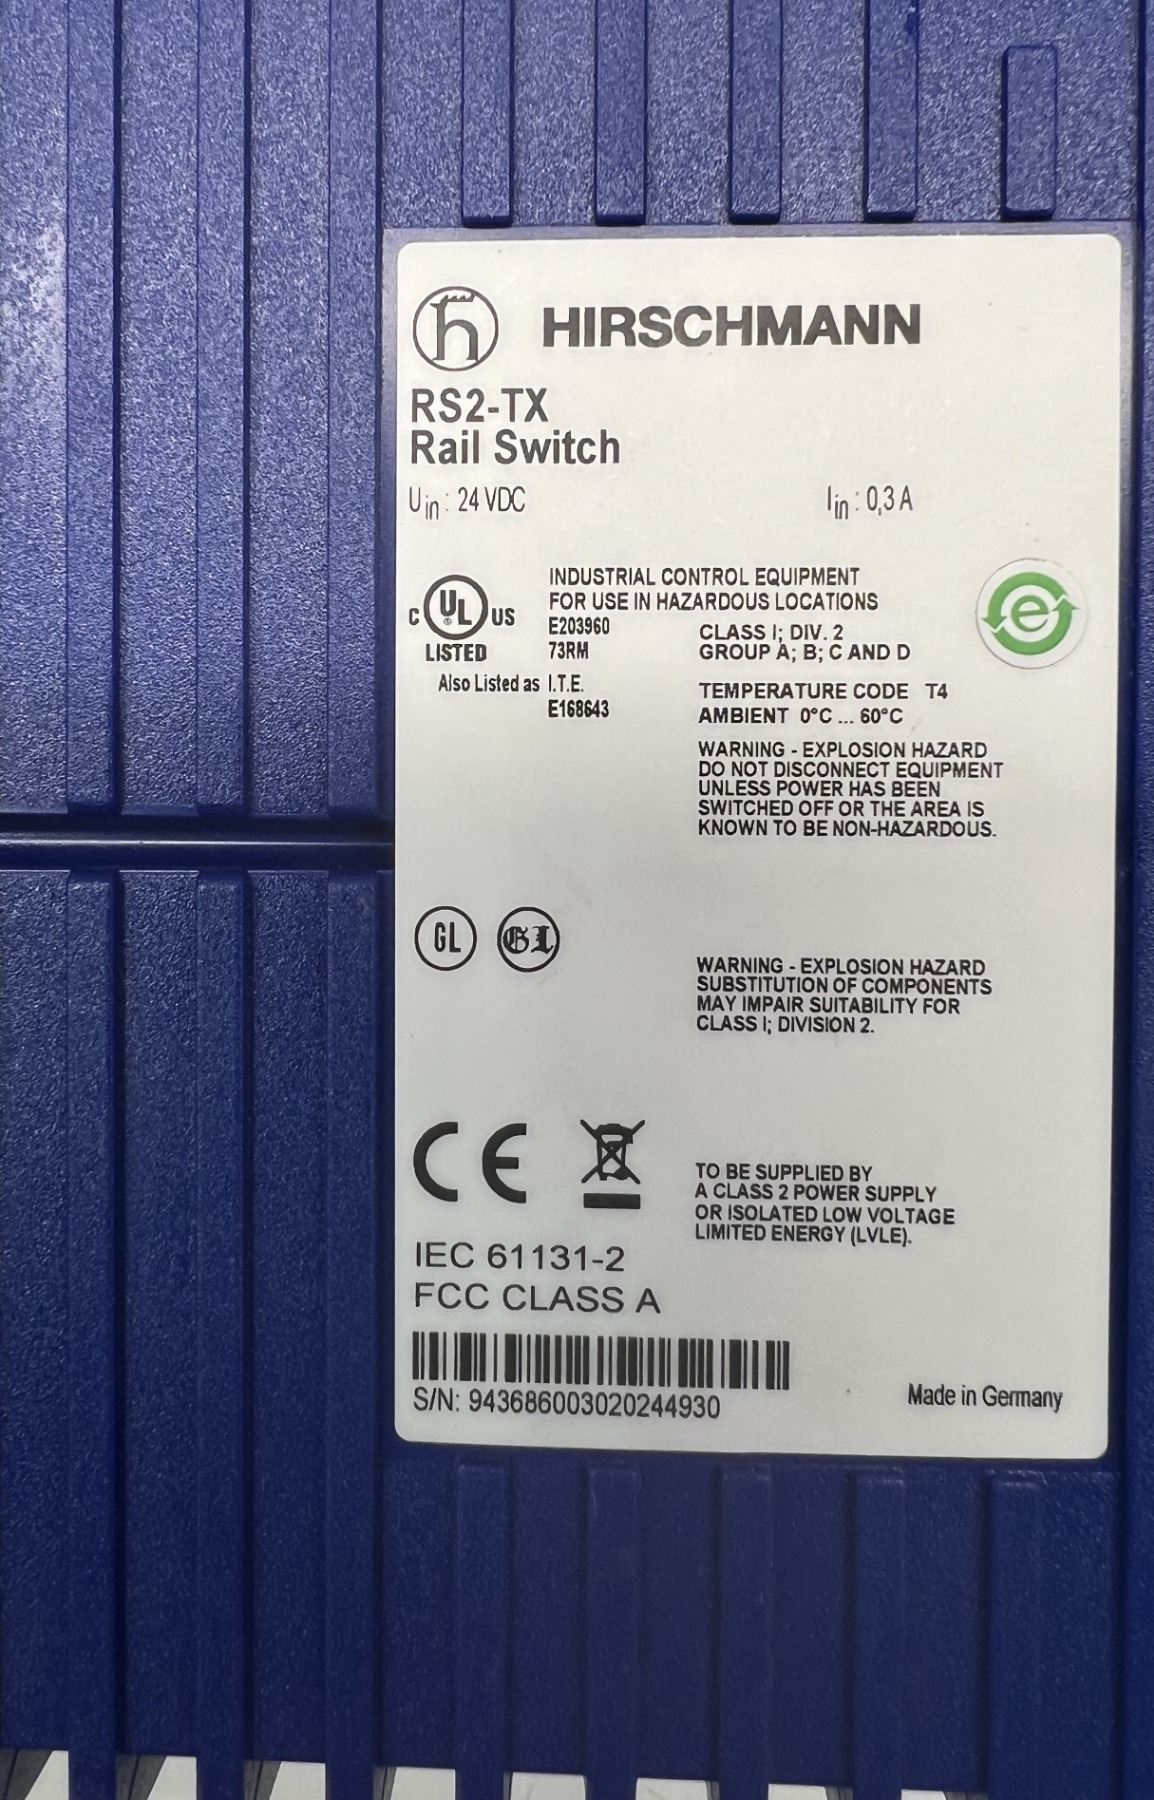 HIRSCHMANN
RS2-TX
Rail Switch
Uin: 24 VDC
Iin: 0,3 A
INDUSTRIAL CONTROL EQUIPMENT
FOR USE IN HAZARDOUS LOCATIONS
C UL US
LISTED
E203960
73RM
CLASS I; DIV. 2
GROUP A; B; C AND D
e
Also Listed as I.T.E.
E168643
TEMPERATURE CODE T4
AMBIENT 0°C ... 60°C
WARNING - EXPLOSION HAZARD
DO NOT DISCONNECT EQUIPMENT
UNLESS POWER HAS BEEN
SWITCHED OFF OR THE AREA IS
KNOWN TO BE NON-HAZARDOUS.
GL
GL
WARNING - EXPLOSION HAZARD
SUBSTITUTION OF COMPONENTS
MAY IMPAIR SUITABILITY FOR
CLASS I; DIVISION 2.
CE
TO BE SUPPLIED BY
A CLASS 2 POWER SUPPLY
OR ISOLATED LOW VOLTAGE
LIMITED ENERGY (LVLE).
IEC 61131-2
FCC CLASS A
S/N: 943686003020244930
Made in Germany